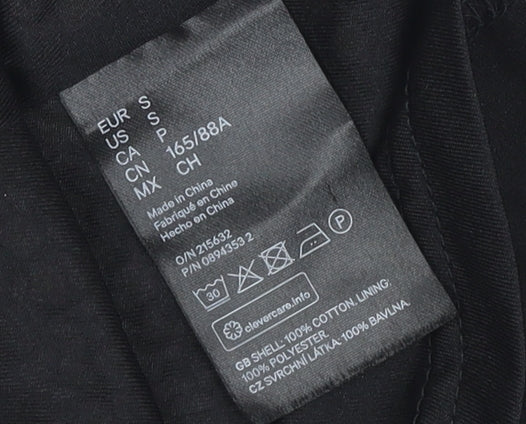 EUR S
US S
CA P
CN 165/88A
MX CH
Made in China
Fabriqué en Chine
Hecho en China
O/N 215632
P/N 0894353 2
30
P
clevercare.info
GB SHELL: 100% COTTON. LINING:
100% POLYESTER.
CZ SVRCHNÍ LÁTKA: 100% BAVLNA.